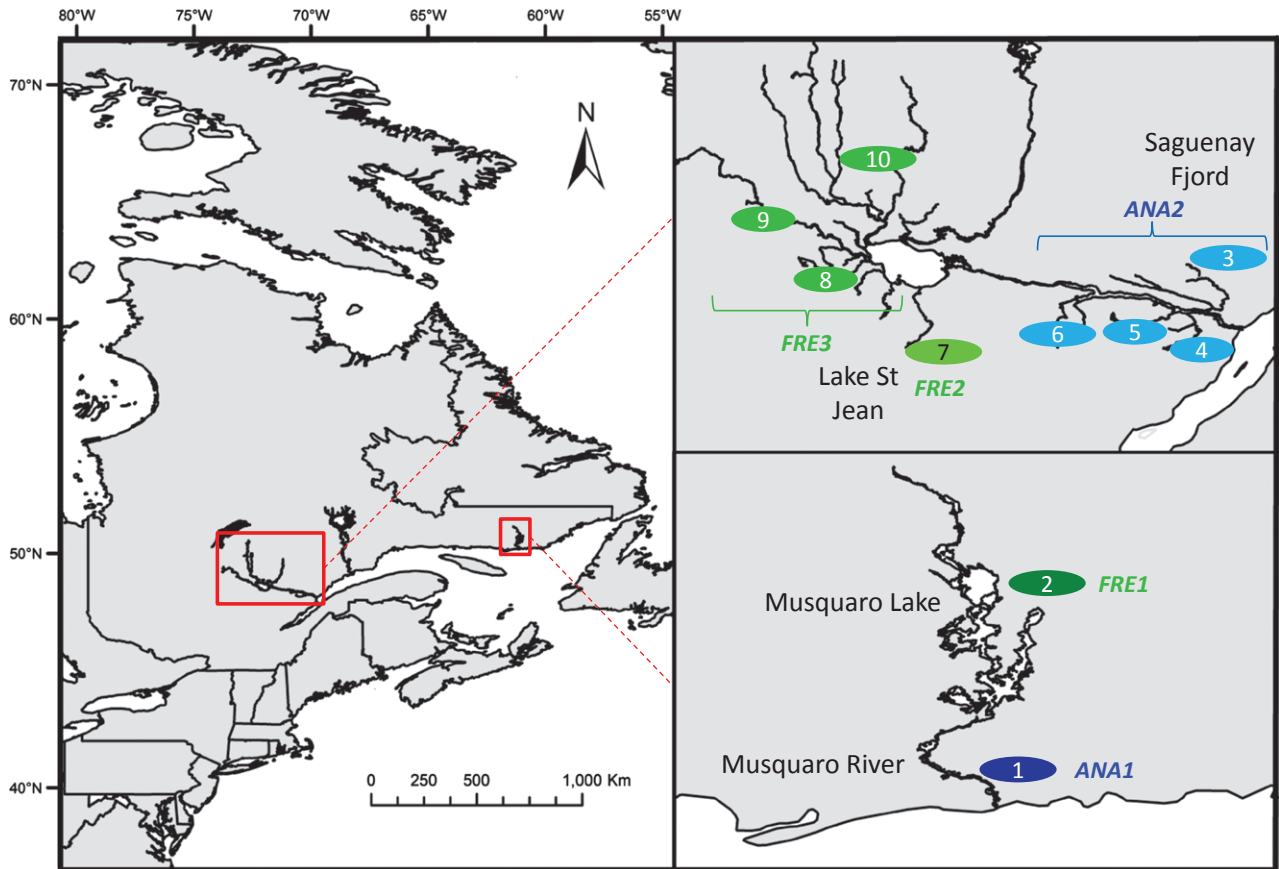 80°W 75°W 70°W 65°W 60°W 55°W
70°N
60°N
50°N
40°N
N
0 250 500 1,000 Km
Saguenay
Fjord
ANA2
10
9
3
8
6
5
4
FRE3
7
Lake St
Jean
FRE2
2
FRE1
Musquaro Lake
Musquaro River
1
ANA1